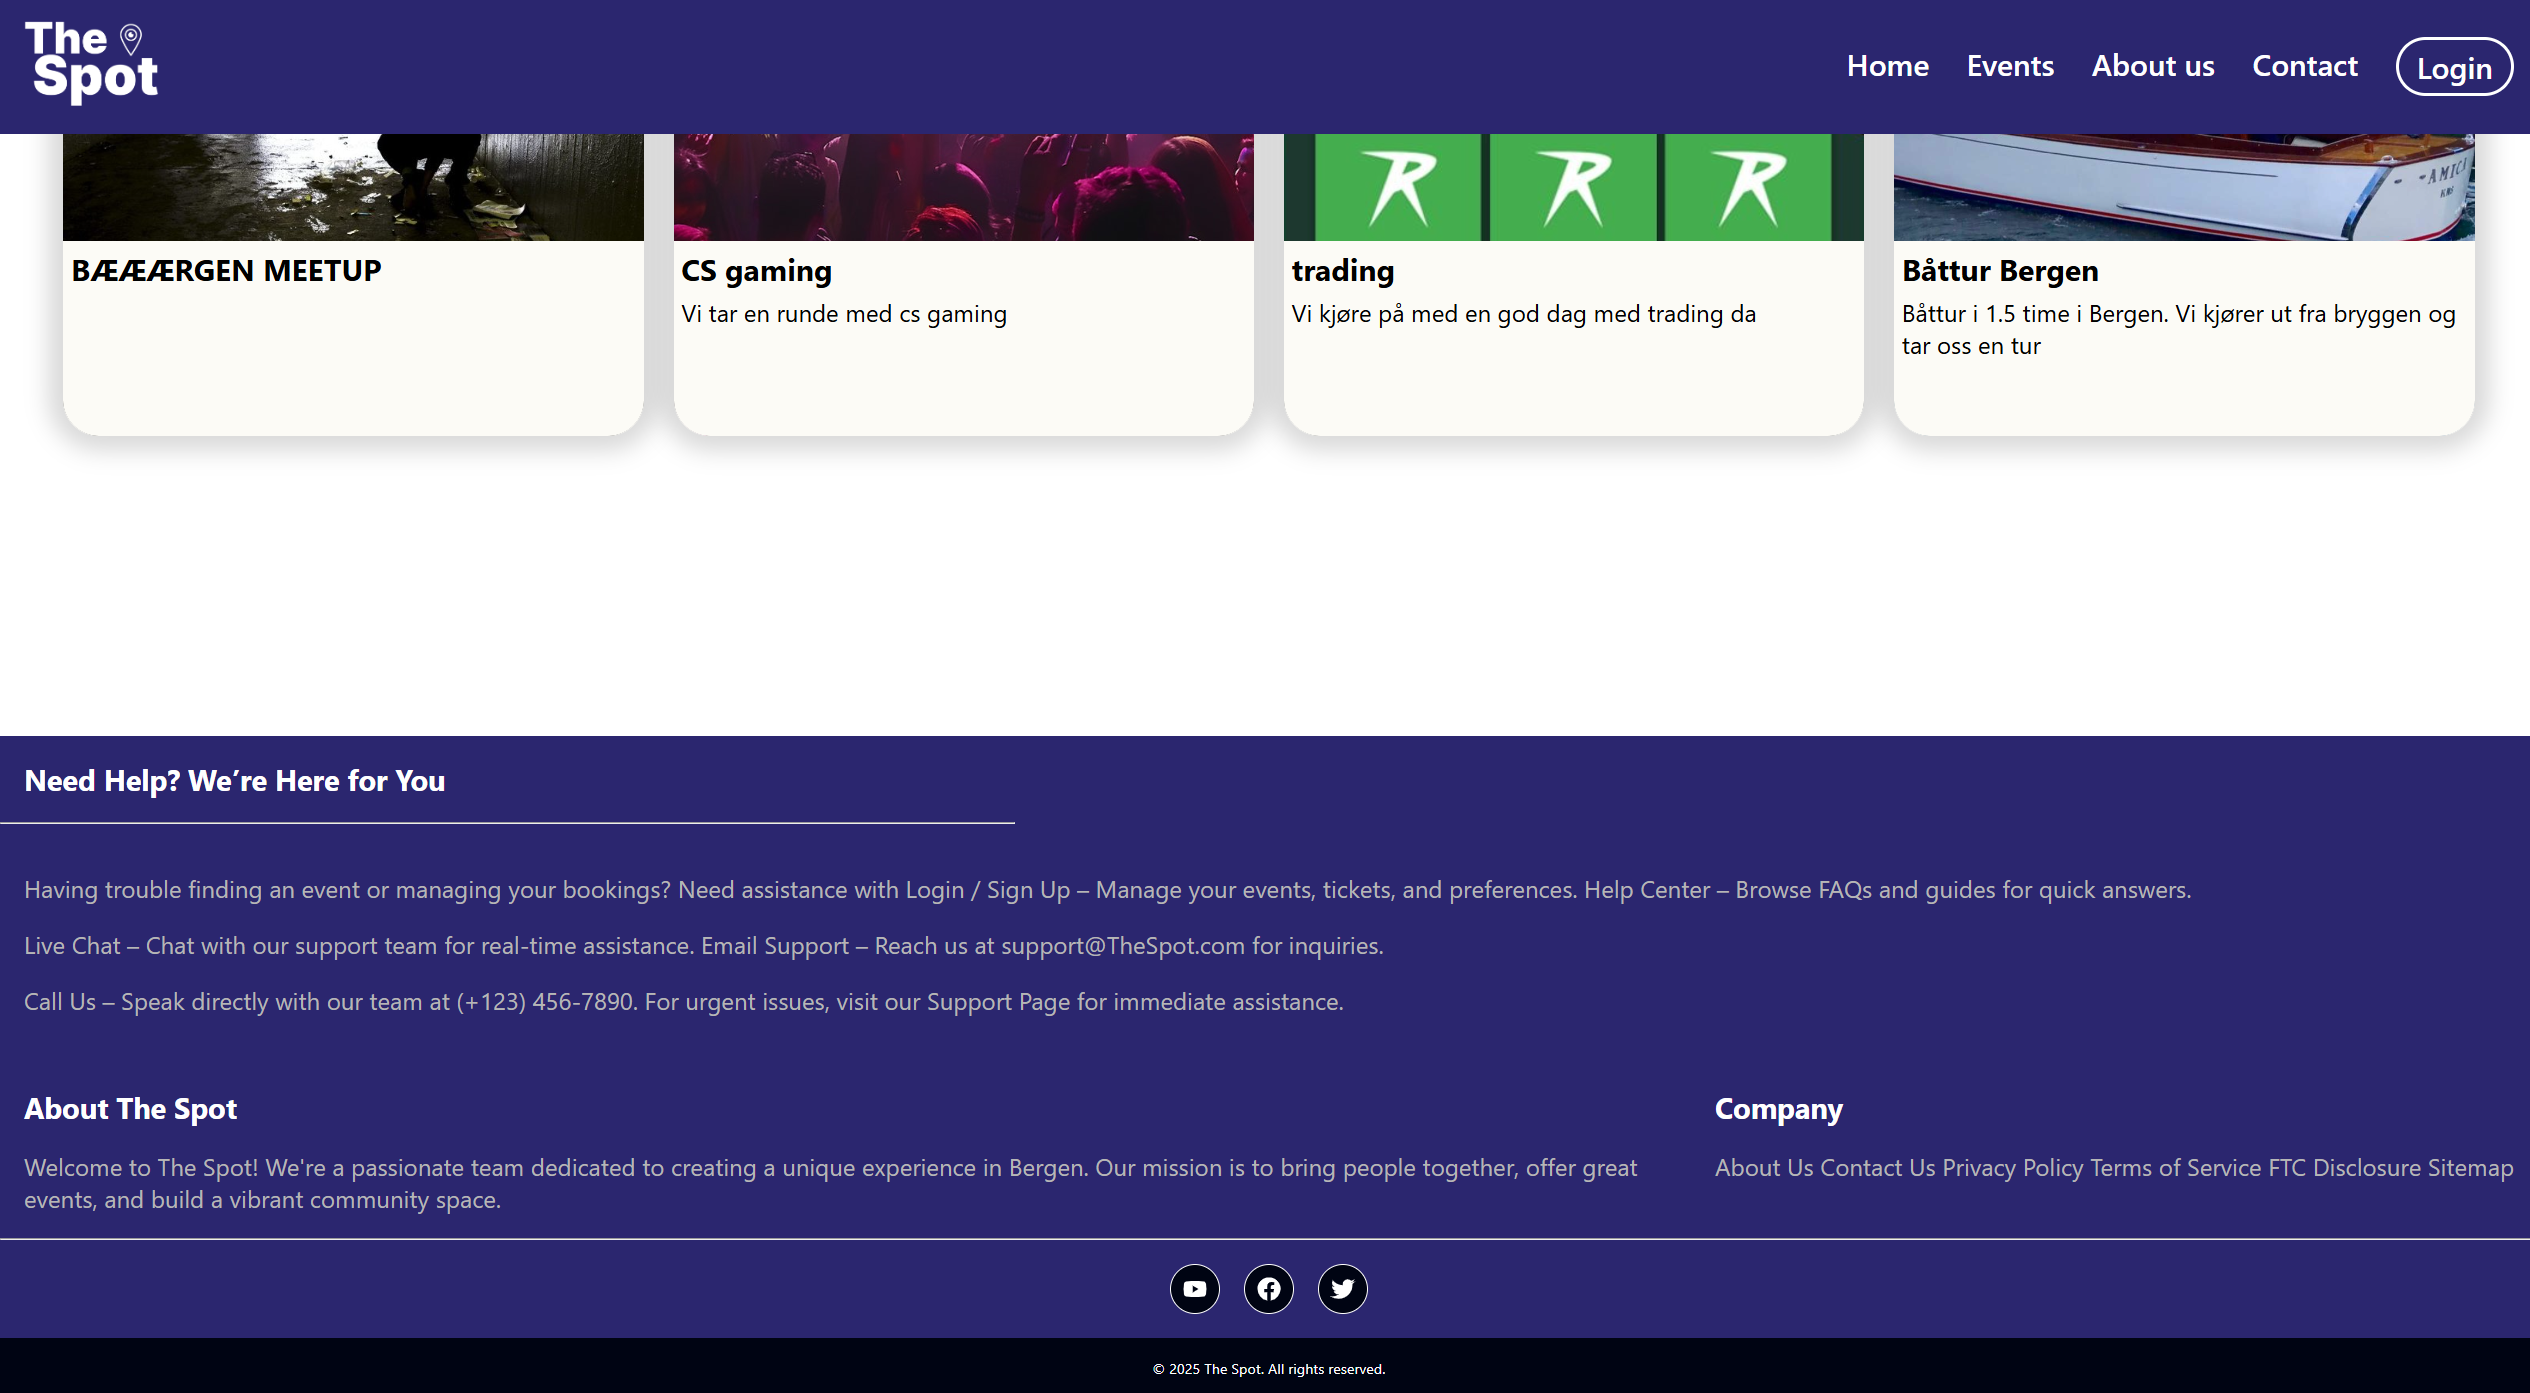 The
Spot
Home Events About us Contact Login
AMICI
BÆÆÆRGEN MEETUP
CS gaming
Vi tar en runde med cs gaming
R R R
trading
Vi kjøre på med en god dag med trading da
Båttur Bergen
Båttur i 1.5 time i Bergen. Vi kjører ut fra bryggen og
tar oss en tur
Need Help? We’re Here for You
Having trouble finding an event or managing your bookings? Need assistance with Login / Sign Up – Manage your events, tickets, and preferences. Help Center – Browse FAQs and guides for quick answers.
Live Chat – Chat with our support team for real-time assistance. Email Support – Reach us at support@TheSpot.com for inquiries.
Call Us – Speak directly with our team at (+123) 456-7890. For urgent issues, visit our Support Page for immediate assistance.
About The Spot
Welcome to The Spot! We're a passionate team dedicated to creating a unique experience in Bergen. Our mission is to bring people together, offer great
events, and build a vibrant community space.
Company
About Us Contact Us Privacy Policy Terms of Service FTC Disclosure Sitemap
© 2025 The Spot. All rights reserved.